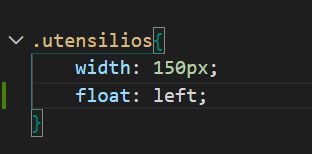 .utensilios{
    width: 150px;
    float: left;
}